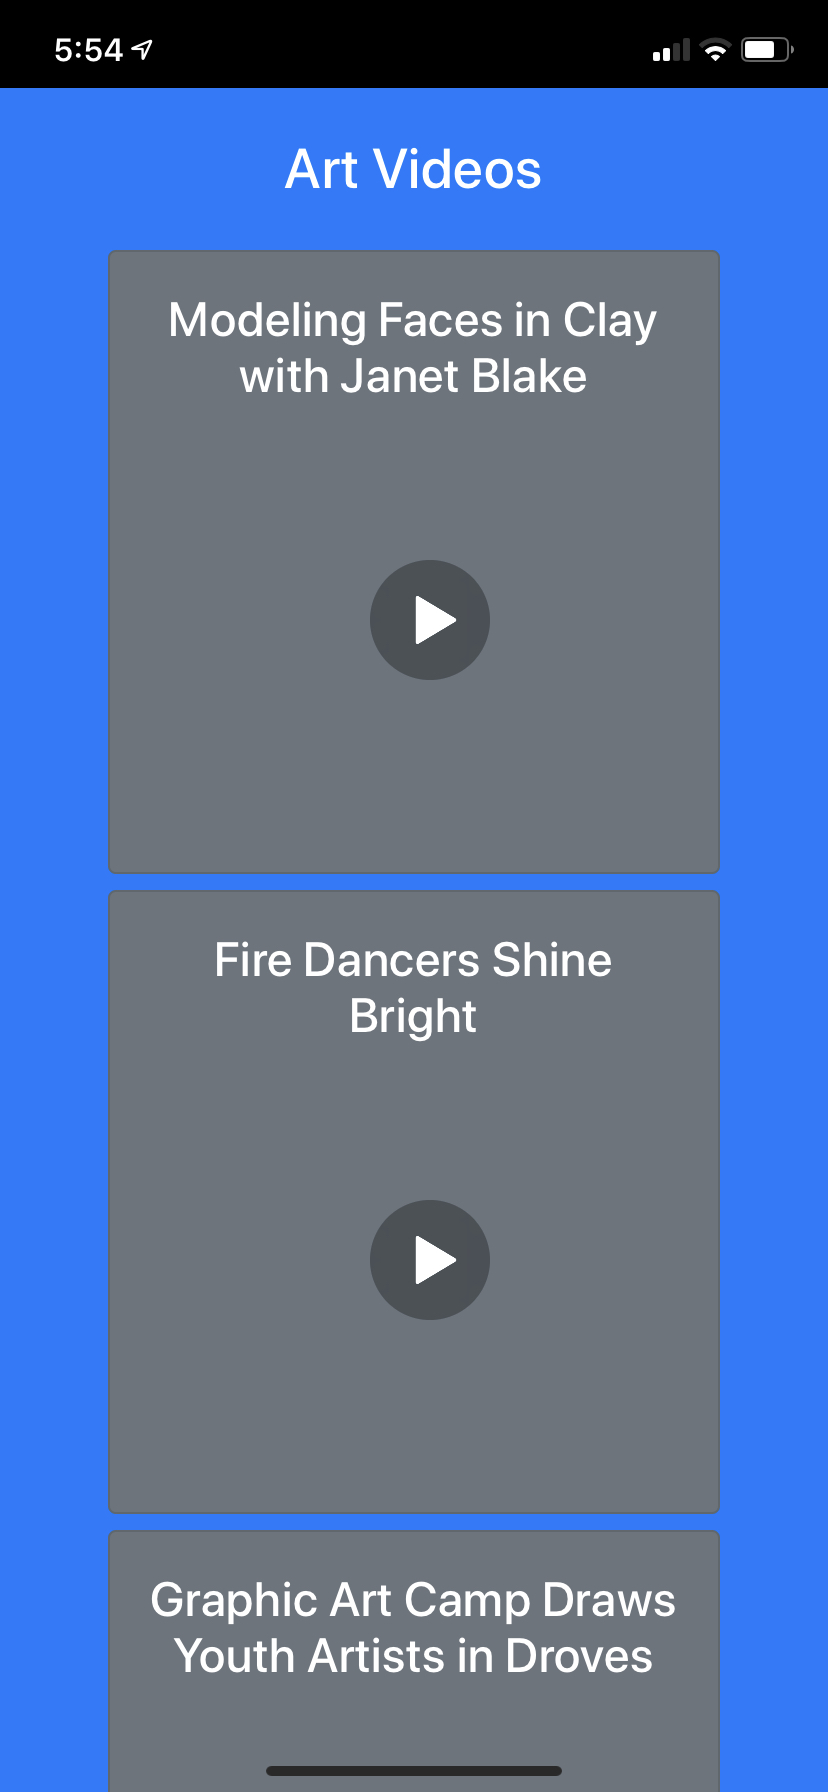 5:54
Art Videos
Modeling Faces in Clay
with Janet Blake
Fire Dancers Shine
Bright
Graphic Art Camp Draws
Youth Artists in Droves